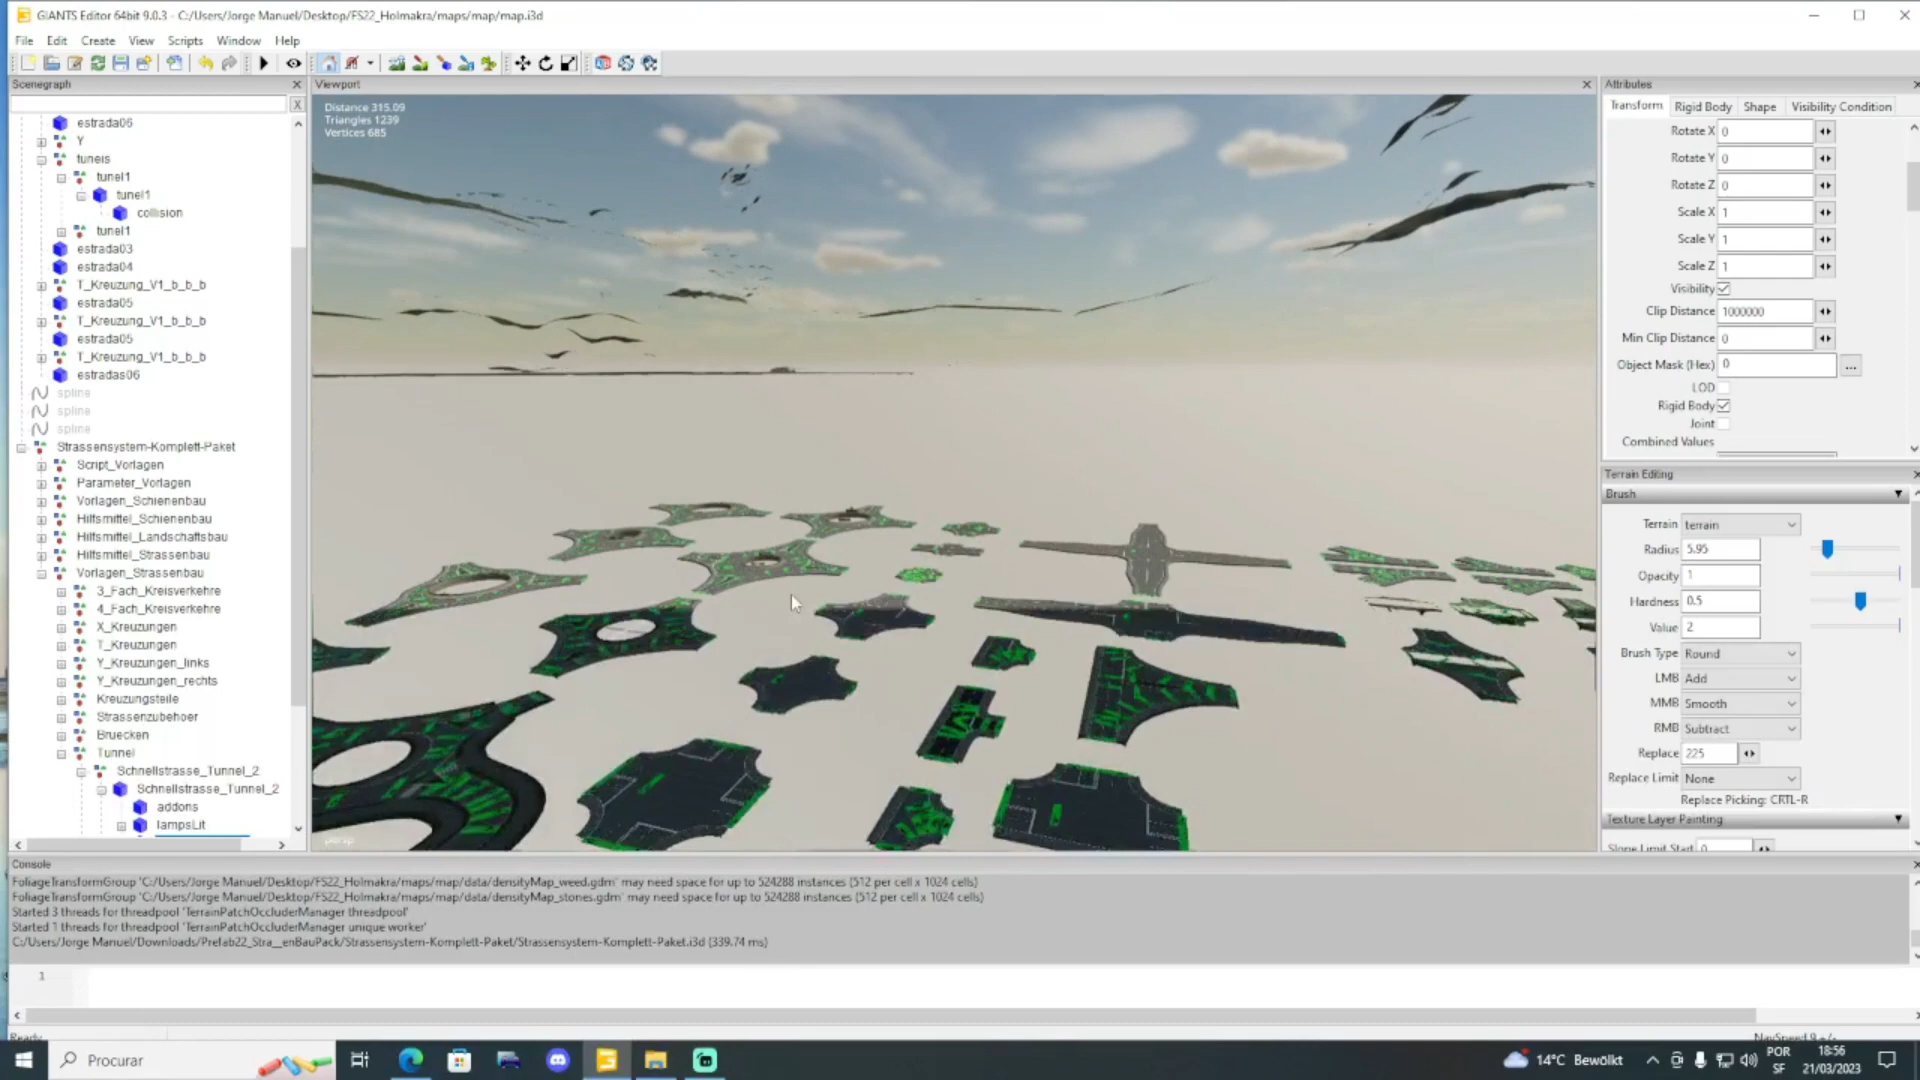 GIANTS Editor 64bit 9.0.3 - C:/Users/Jorge Manuel/Desktop/FS22_Holmakra/maps/map/map.i3d
File Edit Create View Scripts Window Help
Scenegraph
X
estrada06
Y
tuneis
tunel1
tunel1
collision
tunel1
estrada03
estrada04
T_Kreuzung_V1_b_b_b
estrada05
T_Kreuzung_V1_b_b_b
estrada05
T_Kreuzung_V1_b_b_b
estradas06
spline
spline
spline
Strassensystem-Komplett-Paket
Script_Vorlagen
Parameter_Vorlagen
Vorlagen_Schienenbau
Hilfsmittel_Schienenbau
Hilfsmittel_Landschaftsbau
Hilfsmittel_Strassenbau
Vorlagen_Strassenbau
3_Fach_Kreisverkehre
4_Fach_Kreisverkehre
X_Kreuzungen
T_Kreuzungen
Y_Kreuzungen_links
Y_Kreuzungen_rechts
Kreuzungsteile
Strassenzubehoer
Bruecken
Tunnel
Schnellstrasse_Tunnel_2
Schnellstrasse_Tunnel_2
addons
lampsLit
Viewport
Distance 315.09
Triangles 1239
Vertices 685
persp
Attributes
Transform Rigid Body Shape Visibility Condition
Rotate X 0
Rotate Y 0
Rotate Z 0
Scale X 1
Scale Y 1
Scale Z 1
Visibility
Clip Distance 1000000
Min Clip Distance 0
Object Mask (Hex) 0 ...
LOD
Rigid Body
Joint
Combined Values
Terrain Editing
Brush
Terrain terrain
Radius 5.95
Opacity 1
Hardness 0.5
Value 2
Brush Type Round
LMB Add
MMB Smooth
RMB Subtract
Replace 225
Replace Limit None
Replace Picking: CRTL-R
Texture Layer Painting
Slope Limit Start 0
Console
FoliageTransformGroup 'C:/Users/Jorge Manuel/Desktop/FS22_Holmakra/maps/map/data/densityMap_weed.gdm' may need space for up to 524288 instances (512 per cell x 1024 cells)
FoliageTransformGroup 'C:/Users/Jorge Manuel/Desktop/FS22_Holmakra/maps/map/data/densityMap_stones.gdm' may need space for up to 524288 instances (512 per cell x 1024 cells)
Started 3 threads for threadpool 'TerrainPatchOccluderManager threadpool'
Started 1 threads for threadpool 'TerrainPatchOccluderManager unique worker'
C:/Users/Jorge Manuel/Downloads/Prefab22_Stra__enBauPack/Strassensystem-Komplett-Paket/Strassensystem-Komplett-Paket.i3d (339.74 ms)
1
Ready
NavSpeed 9 +/-
Procurar
14°C Bewölkt
POR
SF
18:56
21/03/2023